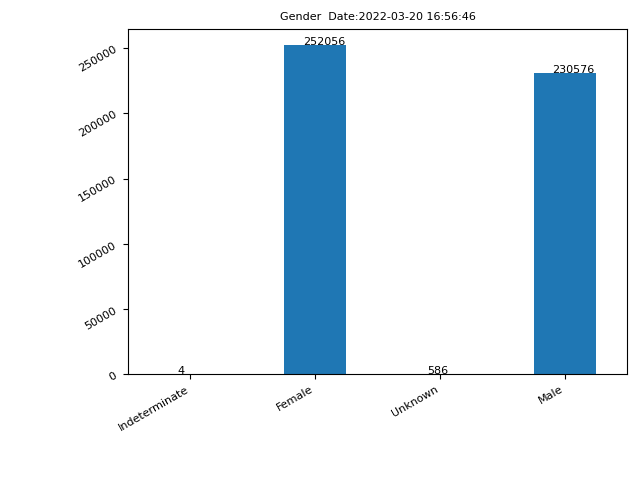 Gender  Date:2022-03-20 16:56:46
250000
200000
150000
100000
50000
0
4
252056
586
230576
Indeterminate
Female
Unknown
Male